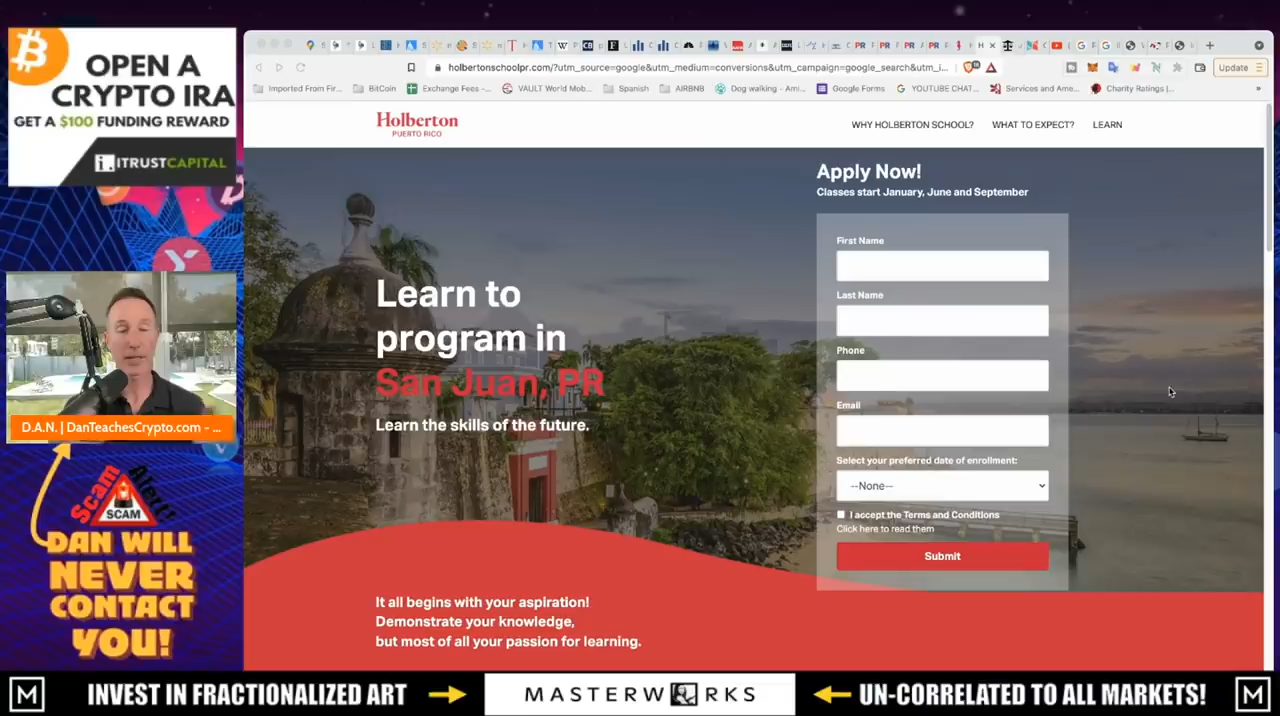 OPEN A
CRYPTO IRA
GET A $100 FUNDING REWARD
ITRUSTCAPITAL
D.A.N. | DanTeachesCrypto.com - ...
Scam Alert!
SCAM
DAN WILL
NEVER
CONTACT
YOU!
holbertonschoolpr.com/?utm_source=google&utm_medium=conversions&utm_campaign=google_search&utm_i...
Update
Imported From Fir...
BitCoin
Exchange Fees -...
VAULT World Mob...
Spanish
AIRBNB
Dog walking - Ami...
Google Forms
YOUTUBE CHAT...
Services and Ame...
Charity Ratings |...
Holberton
PUERTO RICO
WHY HOLBERTON SCHOOL?
WHAT TO EXPECT?
LEARN
Learn to
program in
San Juan, PR
Learn the skills of the future.
Apply Now!
Classes start January, June and September
First Name
Last Name
Phone
Email
Select your preferred date of enrollment:
--None--
I accept the Terms and Conditions
Click here to read them
Submit
It all begins with your aspiration!
Demonstrate your knowledge,
but most of all your passion for learning.
M INVEST IN FRACTIONALIZED ART
MASTERWORKS
UN-CORRELATED TO ALL MARKETS! M